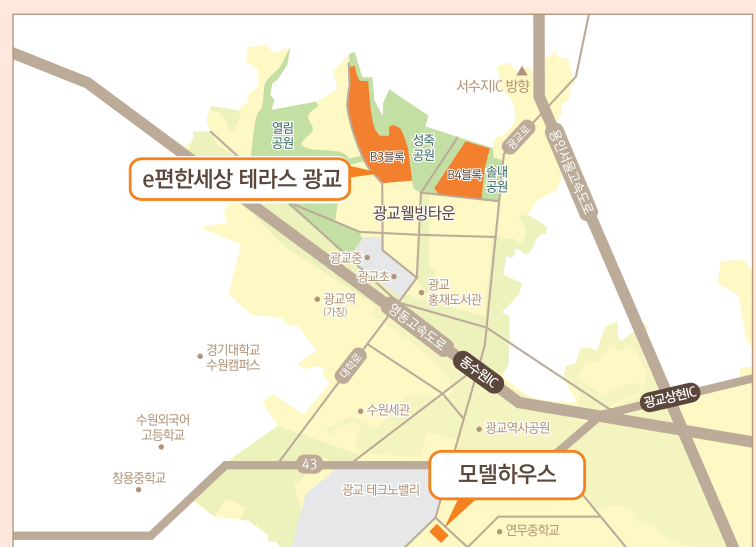 서수지IC 방향
열림
공원
성죽
공원
광교로
용인서울고속도로
B3블록
B4블록
솔내
공원
e편한세상 테라스 광교
광교웰빙타운
광교중
광교초
광교
홍재도서관
광교역
(가칭)
영동고속도로
대학로
동수원IC
경기대학교
수원캠퍼스
광교상현IC
수원세관
수원외국어
고등학교
광교역사공원
43
창용중학교
모델하우스
광교 테크노밸리
연무중학교